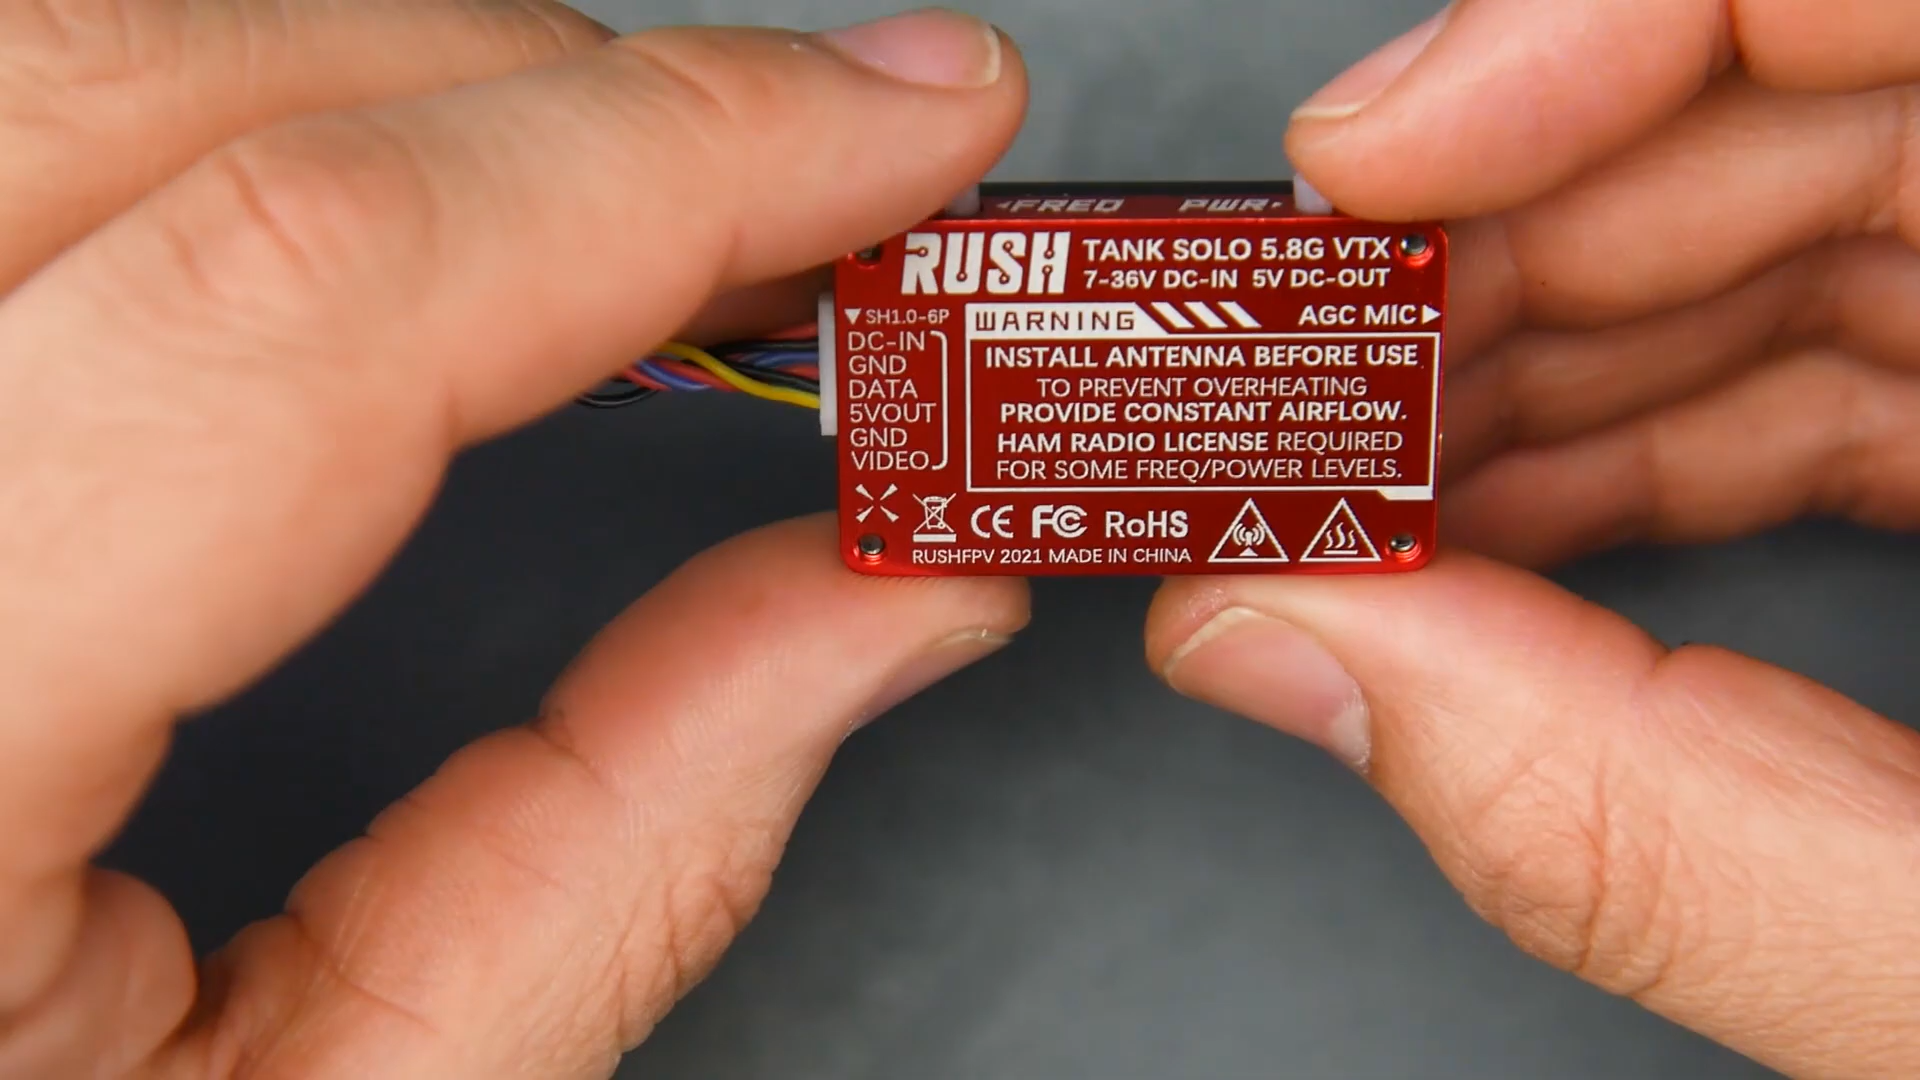 ◂FREQ PWR▸
RUSH TANK SOLO 5.8G VTX
7-36V DC-IN 5V DC-OUT
▼SH1.0-6P
DC-IN
GND
DATA
5VOUT
GND
VIDEO
WARNING
AGC MIC▶
INSTALL ANTENNA BEFORE USE
TO PREVENT OVERHEATING
PROVIDE CONSTANT AIRFLOW.
HAM RADIO LICENSE REQUIRED
FOR SOME FREQ/POWER LEVELS.
CE FC RoHS
RUSHFPV 2021 MADE IN CHINA